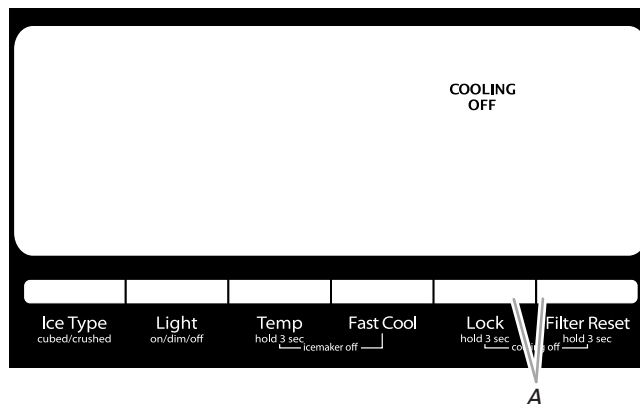 COOLING
OFF
Ice Type
cubed/crushed
Light
on/dim/off
Temp
hold 3 sec
Fast Cool
icemaker off
Lock
hold 3 sec
Filter Reset
hold 3 sec
off
A